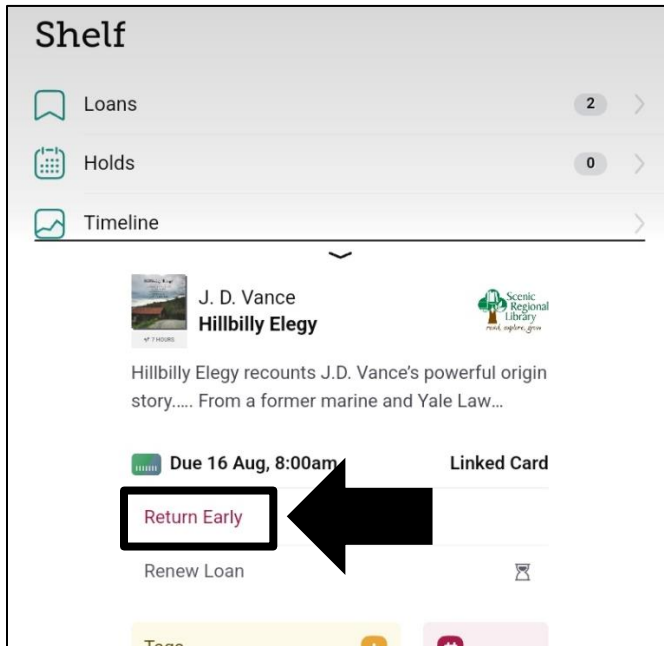 Shelf
Loans
2
Holds
0
Timeline
J. D. Vance
Hillbilly Elegy
7 HOURS
Scenic
Regional
Library
read, explore, grow
Hillbilly Elegy recounts J.D. Vance’s powerful origin
story..... From a former marine and Yale Law...
Due 16 Aug, 8:00am
Linked Card
Return Early
Renew Loan
Tags